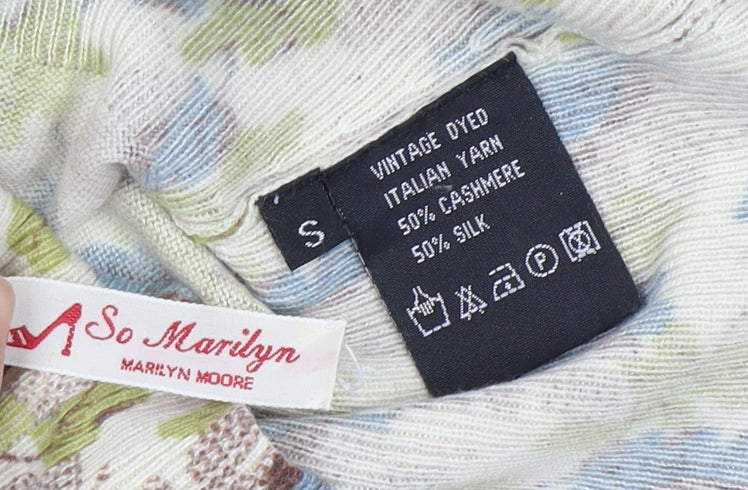 So Marilyn
MARILYN MOORE
S
VINTAGE DYED
ITALIAN YARN
50% CASHMERE
50% SILK
P